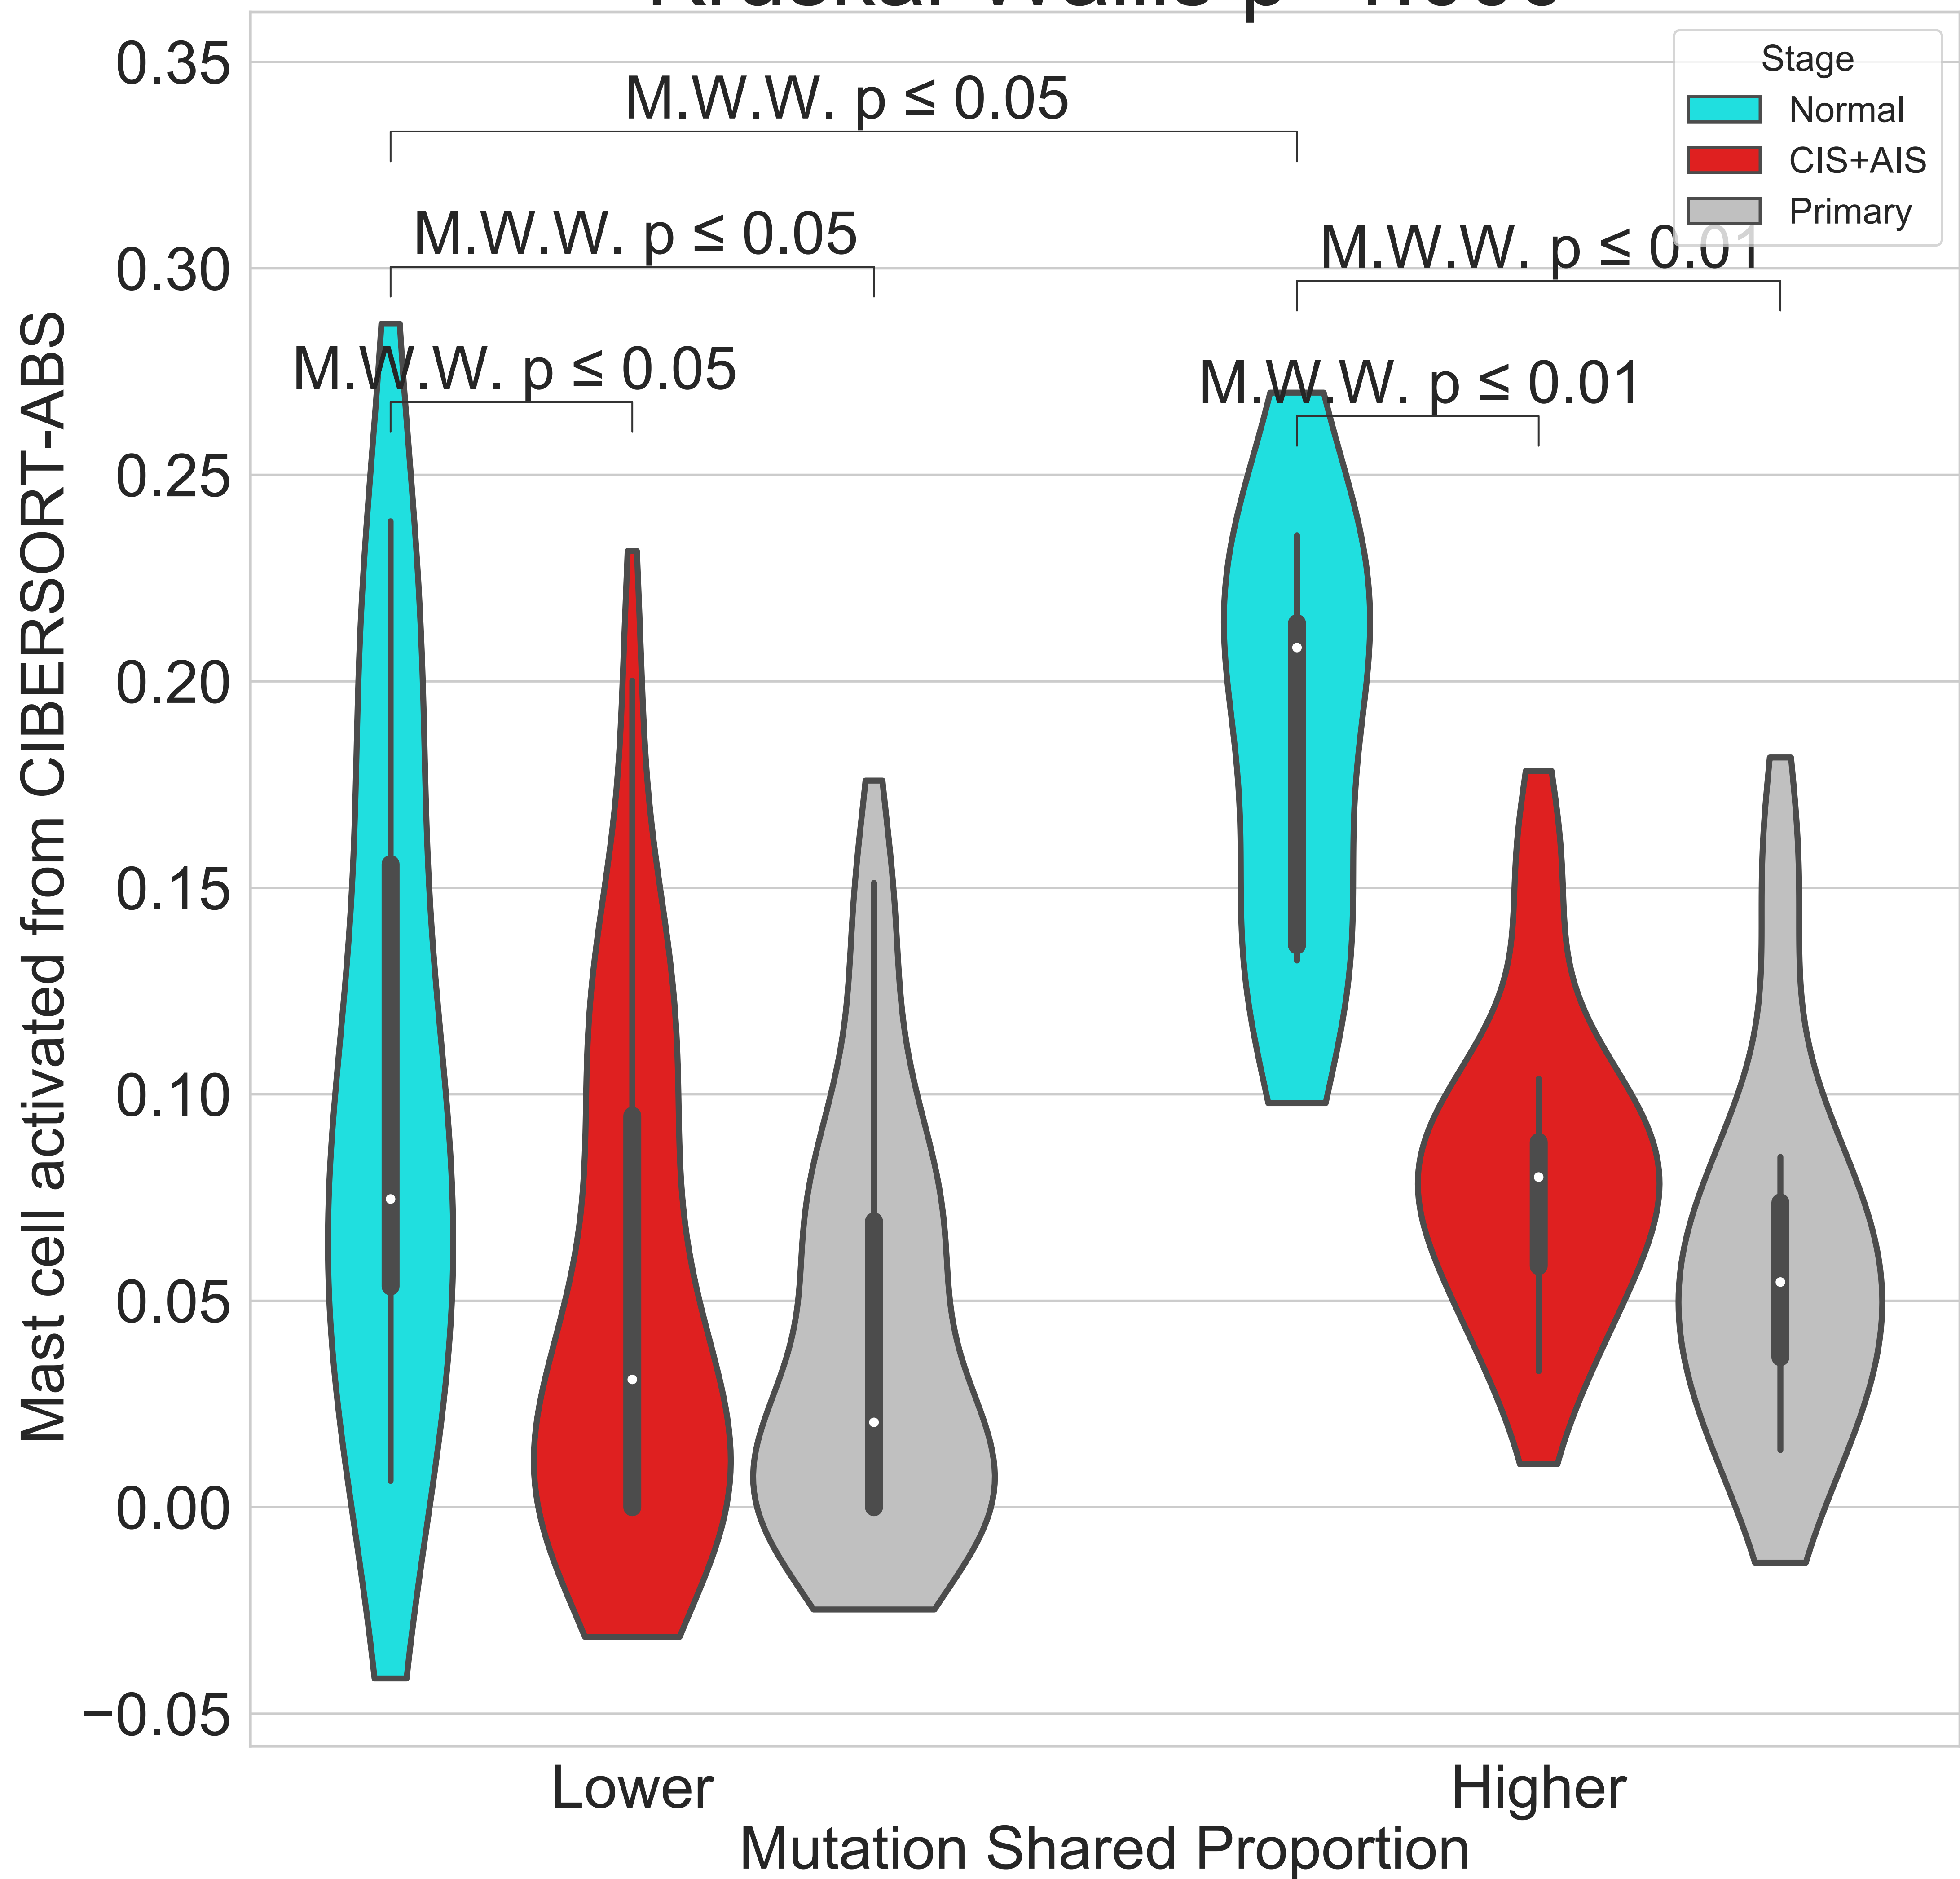 0.35
0.30
0.25
0.20
0.15
0.10
0.05
0.00
−0.05
Mast cell activated from CIBERSORT-ABS
M.W.W. p ≤ 0.05
M.W.W. p ≤ 0.05
M.W.W. p ≤ 0.05
M.W.W. p ≤ 0.01
M.W.W. p ≤ 0.01
Stage
Normal
CIS+AIS
Primary
Lower
Higher
Mutation Shared Proportion